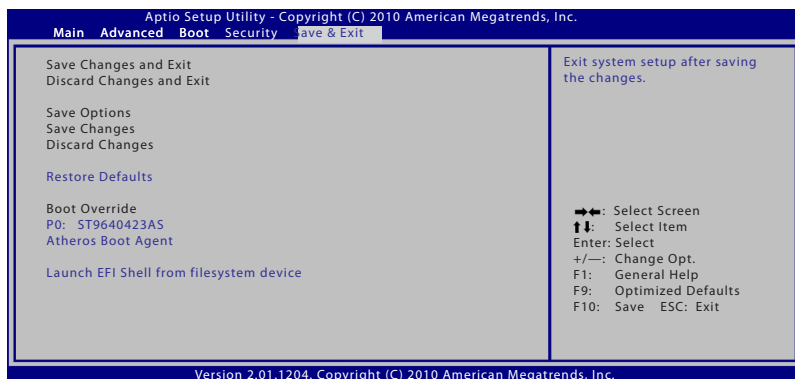 Aptio Setup Utility - Copyright (C) 2010 American Megatrends, Inc.
Main Advanced Boot Security Save & Exit
Save Changes and Exit
Discard Changes and Exit
Save Options
Save Changes
Discard Changes
Restore Defaults
Boot Override
P0: ST9640423AS
Atheros Boot Agent
Launch EFI Shell from filesystem device
Exit system setup after saving
the changes.
→←: Select Screen
↑↓: Select Item
Enter: Select
+/—: Change Opt.
F1: General Help
F9: Optimized Defaults
F10: Save ESC: Exit
Version 2.01.1204. Copyright (C) 2010 American Megatrends, Inc.